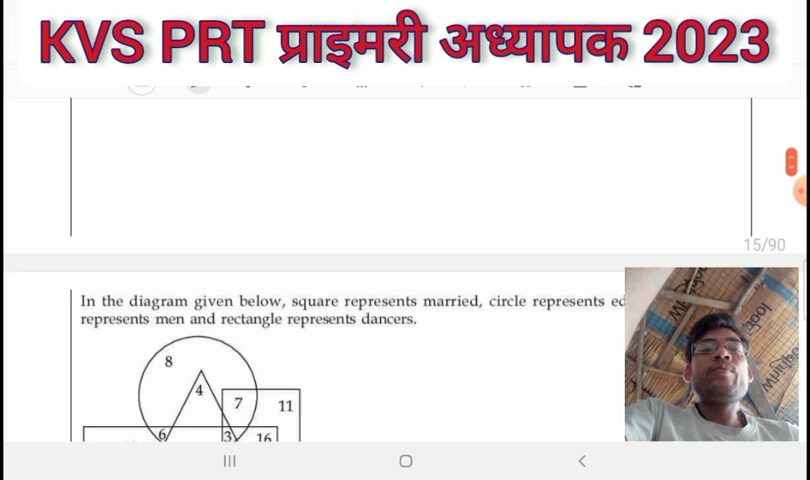 KVS PRT प्राइमरी अध्यापक 2023
15/90
In the diagram given below, square represents married, circle represents ed
represents men and rectangle represents dancers.
8
4
7
11
6
3
16